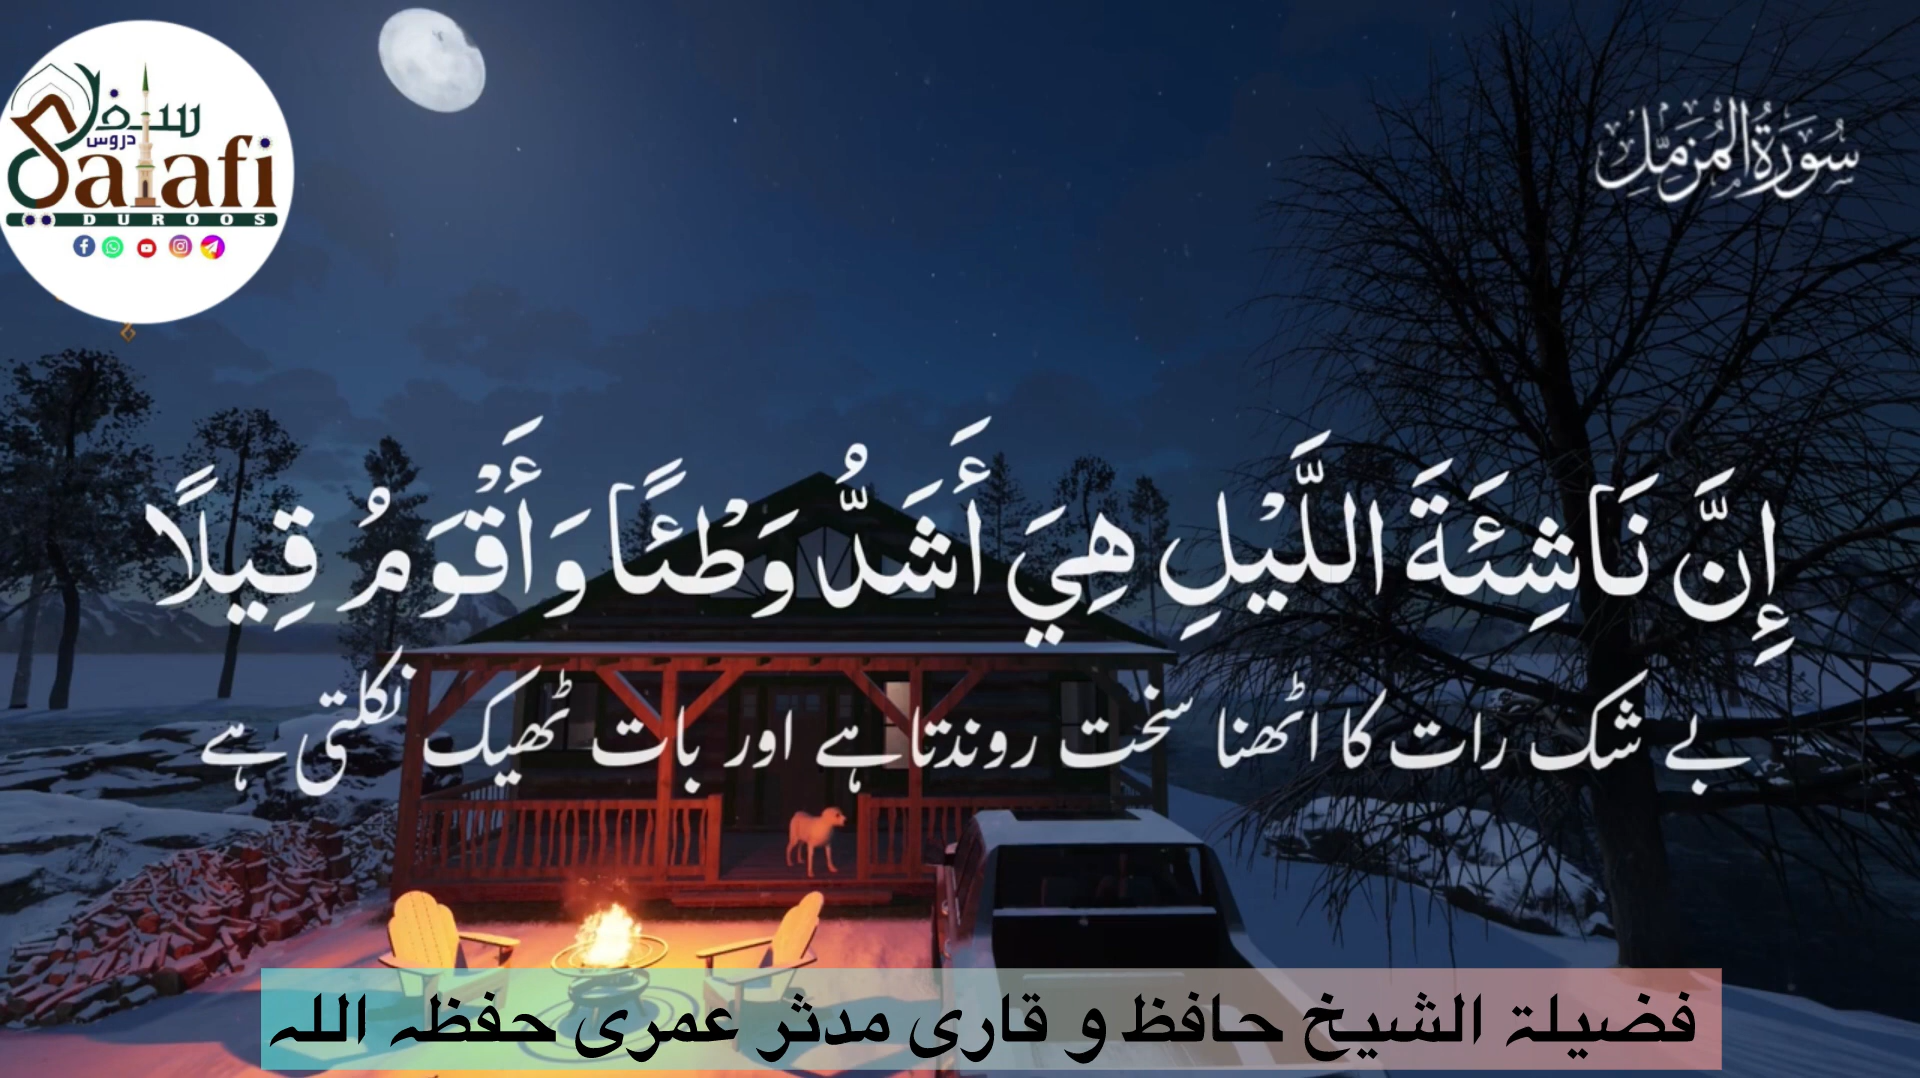 سلفی
دروس
Salafi
DUROOS
سُورَةُ المُزَّمِّل
إِنَّ نَاشِئَةَ اللَّيْلِ هِيَ أَشَدُّ وَطْئًا وَأَقْوَمُ قِيلًا
بے شک رات کا اٹھنا سخت روندتا ہے اور بات ٹھیک نکلتی ہے
فضیلۃ الشیخ حافظ و قاری مدثر عمری حفظہ اللہ